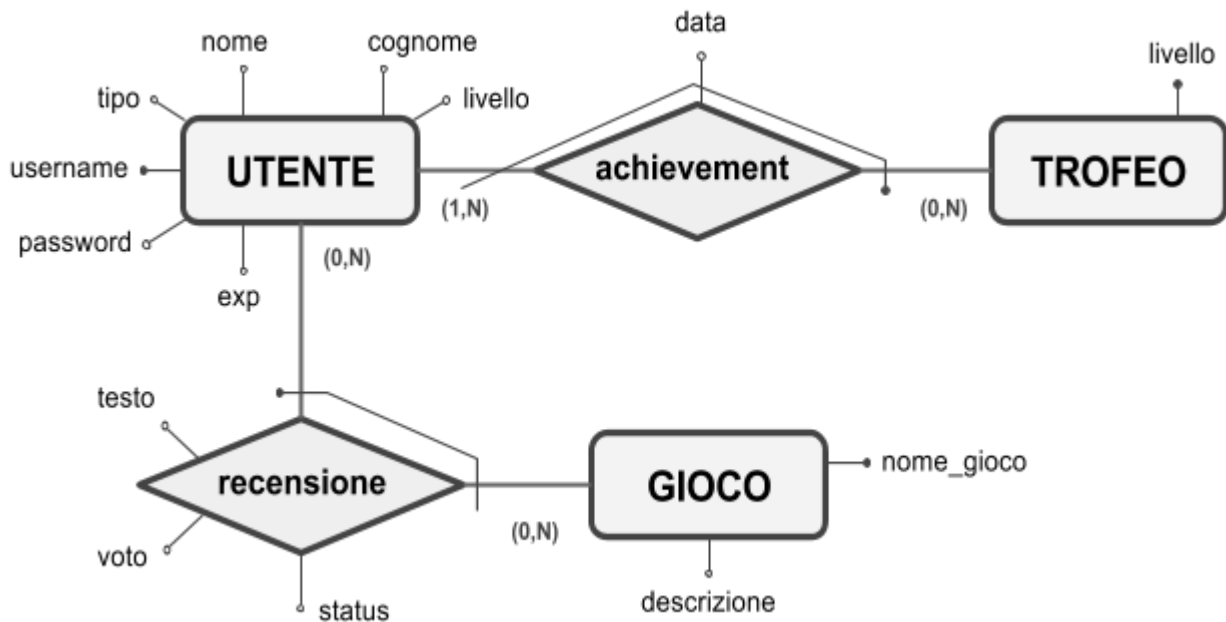 nome
cognome
data
livello
tipo
livello
username
UTENTE
achievement
TROFEO
(1,N)
(0,N)
password
(0,N)
exp
testo
recensione
GIOCO
nome_gioco
(0,N)
voto
status
descrizione